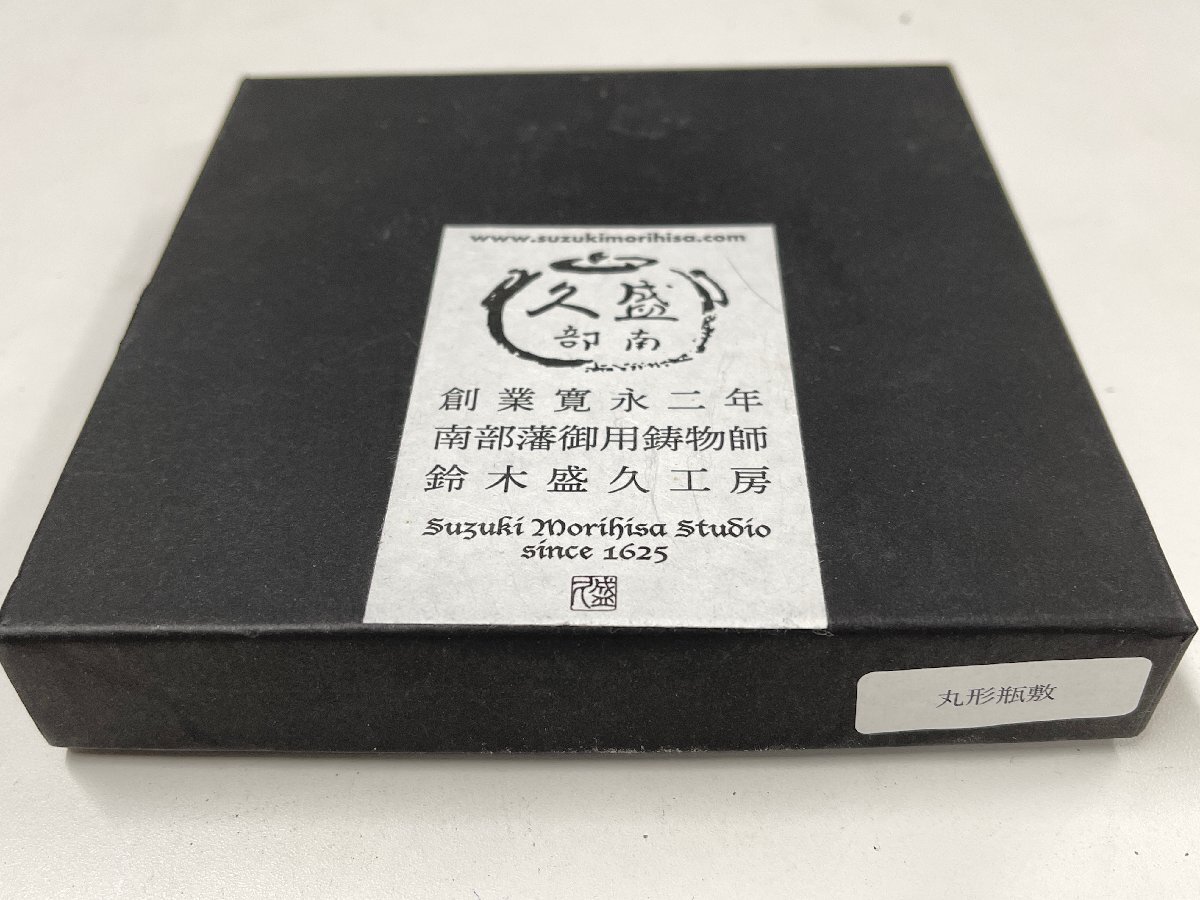 www.suzukimorihisa.com
盛久
南部
創業寛永二年
南部藩御用鋳物師
鈴木盛久工房
Suzuki Morihisa Studio
since 1625
丸形瓶敷